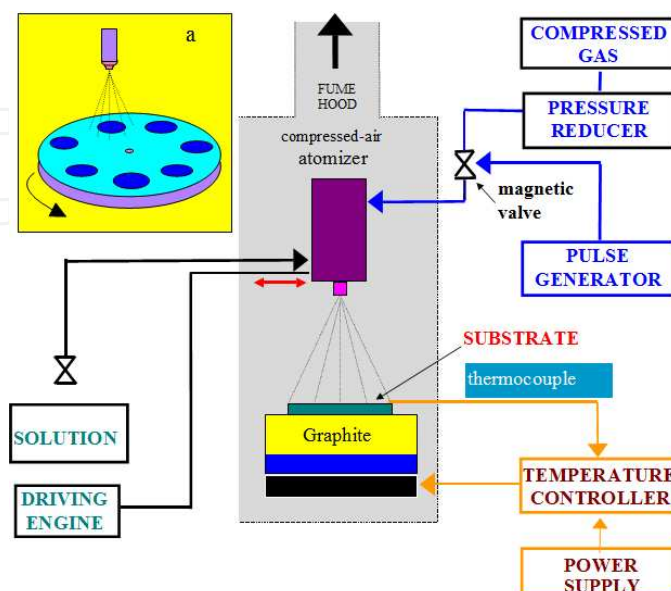 a
FUME
HOOD
compressed-air
atomizer
COMPRESSED
GAS
PRESSURE
REDUCER
magnetic
valve
PULSE
GENERATOR
SUBSTRATE
thermocouple
Graphite
SOLUTION
DRIVING
ENGINE
TEMPERATURE
CONTROLLER
POWER
SUPPLY